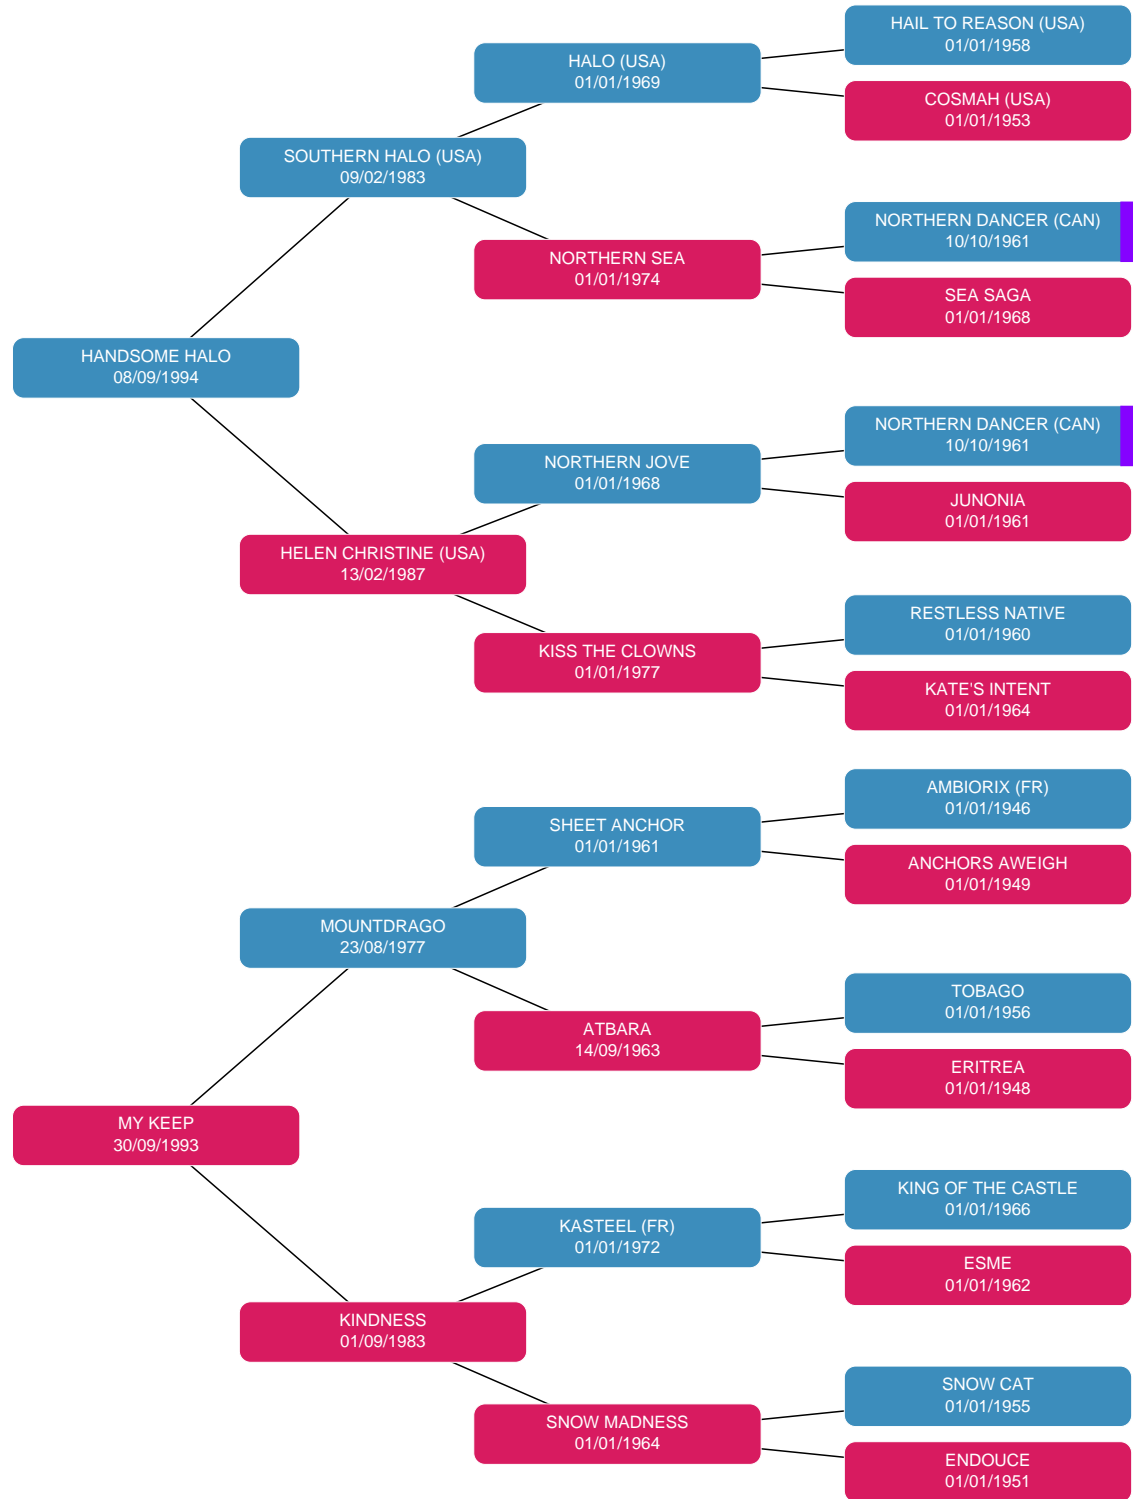 HAIL TO REASON (USA)
01/01/1958
HALO (USA)
01/01/1969
COSMAH (USA)
01/01/1953
SOUTHERN HALO (USA)
09/02/1983
NORTHERN DANCER (CAN)
10/10/1961
NORTHERN SEA
01/01/1974
SEA SAGA
01/01/1968
HANDSOME HALO
08/09/1994
NORTHERN DANCER (CAN)
10/10/1961
NORTHERN JOVE
01/01/1968
JUNONIA
01/01/1961
HELEN CHRISTINE (USA)
13/02/1987
RESTLESS NATIVE
01/01/1960
KISS THE CLOWNS
01/01/1977
KATE'S INTENT
01/01/1964
AMBIORIX (FR)
01/01/1946
SHEET ANCHOR
01/01/1961
ANCHORS AWEIGH
01/01/1949
MOUNTDRAGO
23/08/1977
TOBAGO
01/01/1956
ATBARA
14/09/1963
ERITREA
01/01/1948
MY KEEP
30/09/1993
KING OF THE CASTLE
01/01/1966
KASTEEL (FR)
01/01/1972
ESME
01/01/1962
KINDNESS
01/09/1983
SNOW CAT
01/01/1955
SNOW MADNESS
01/01/1964
ENDOUCE
01/01/1951